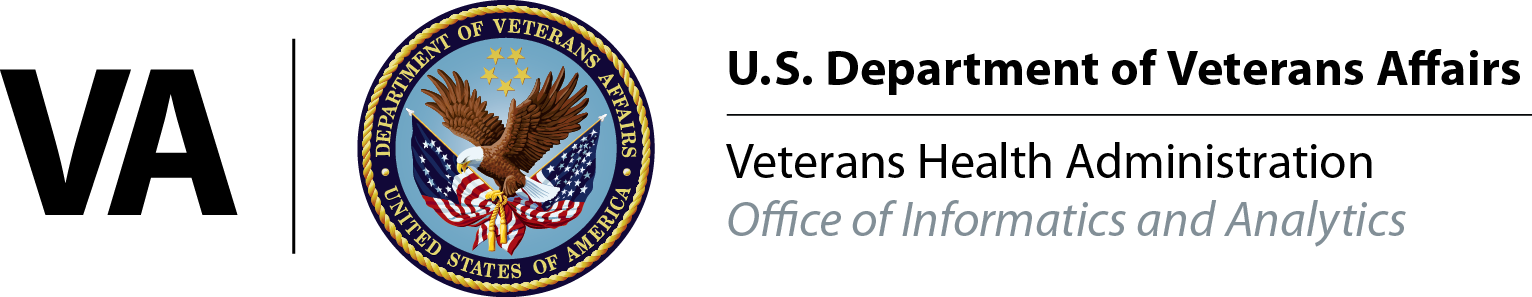 VA
DEPARTMENT OF VETERANS AFFAIRS
UNITED STATES OF AMERICA
U.S. Department of Veterans Affairs
Veterans Health Administration
Office of Informatics and Analytics